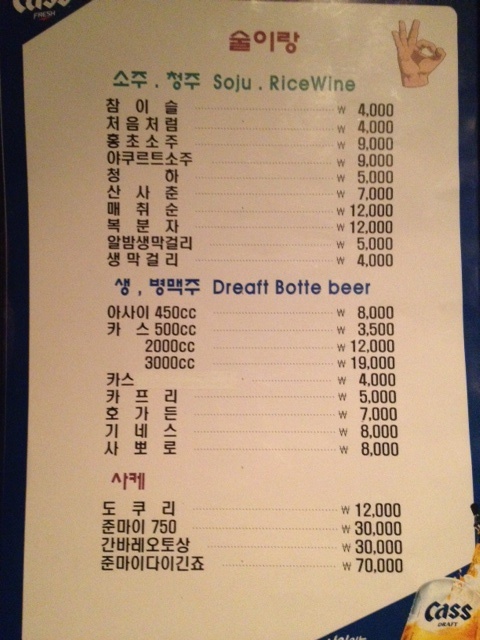 Cass
FRESH
술이랑
소주 . 청주 Soju . RiceWine
참 이 슬 ₩ 4,000
처 음 처 럼 ₩ 4,000
홍 초 소 주 ₩ 9,000
야쿠르트소주 ₩ 9,000
청 하 ₩ 5,000
산 사 춘 ₩ 7,000
매 취 순 ₩ 12,000
복 분 자 ₩ 12,000
알밤생막걸리 ₩ 5,000
생 막 걸 리 ₩ 4,000
생 , 병맥주 Dreaft Botte beer
아사이 450cc ₩ 8,000
카 스 500cc ₩ 3,500
2000cc ₩ 12,000
3000cc ₩ 19,000
카스 ₩ 4,000
카 프 리 ₩ 5,000
호 가 든 ₩ 7,000
기 네 스 ₩ 8,000
사 뽀 로 ₩ 8,000
사케
도 쿠 리 ₩ 12,000
준마이 750 ₩ 30,000
간바레오토상 ₩ 30,000
준마이다이긴죠 ₩ 70,000
Cass
DRAFT